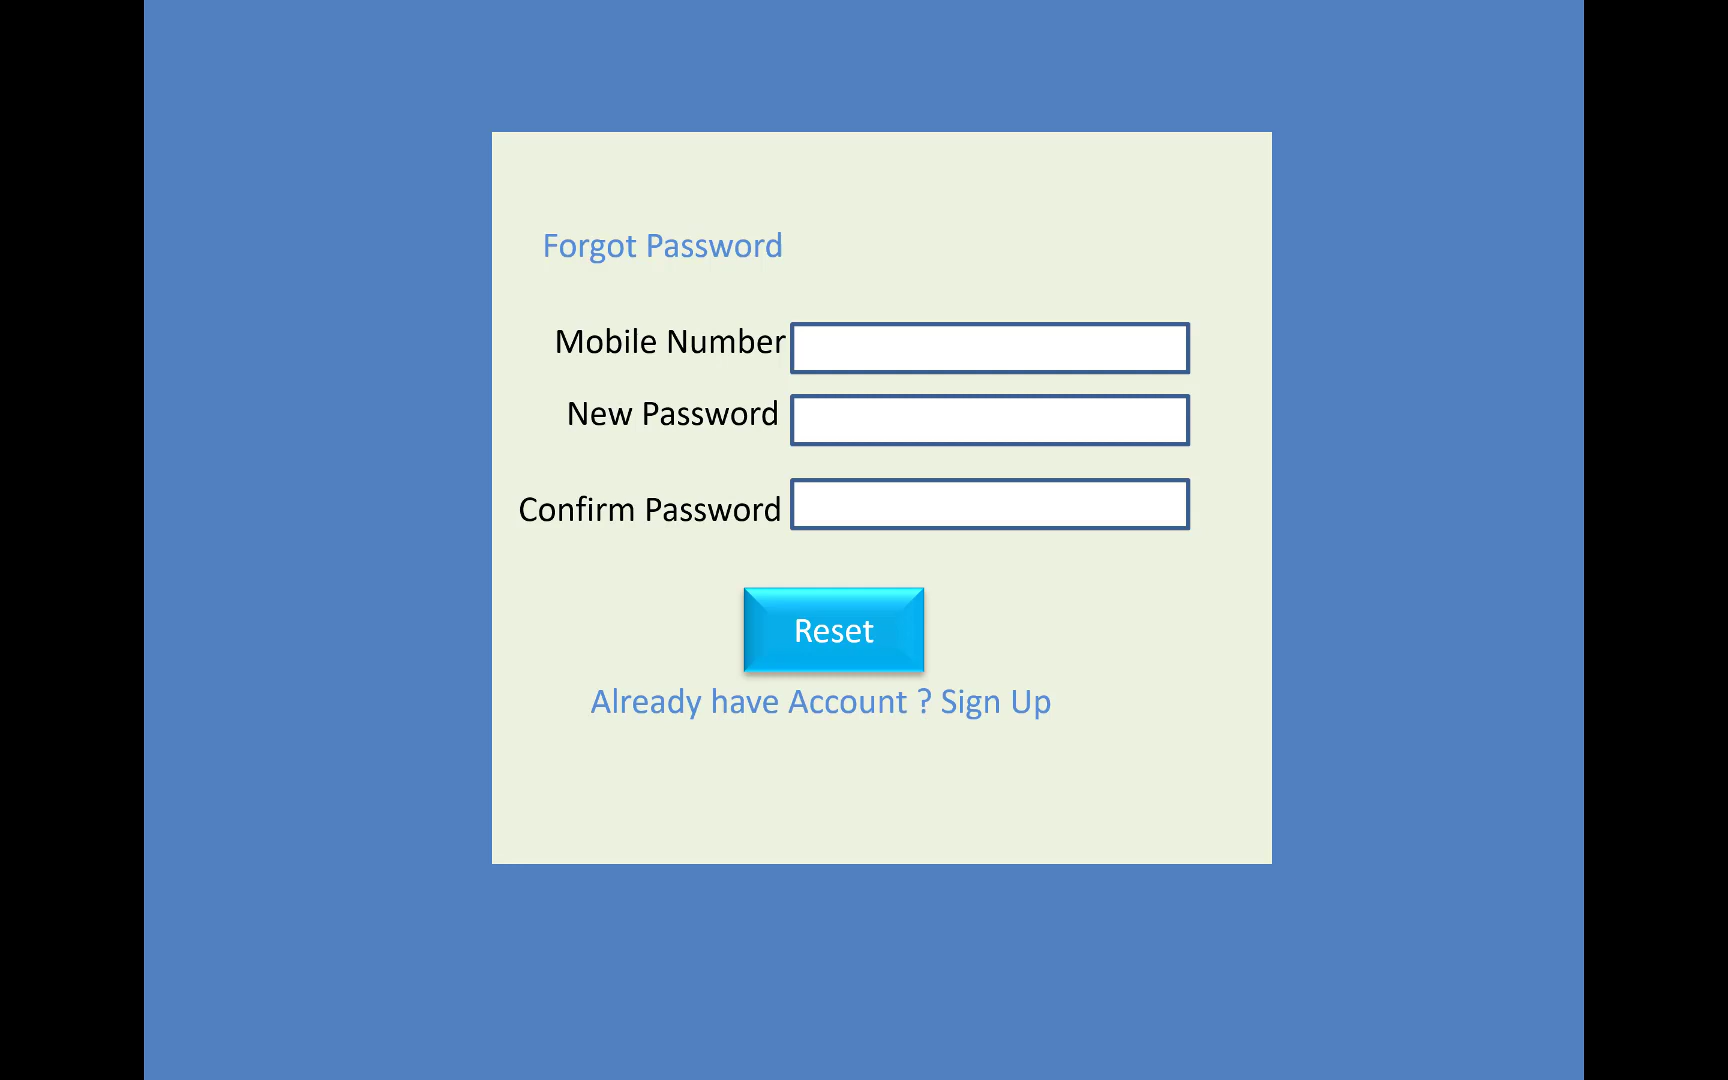 Forgot Password
Mobile Number
New Password
Confirm Password
Reset
Already have Account ? Sign Up